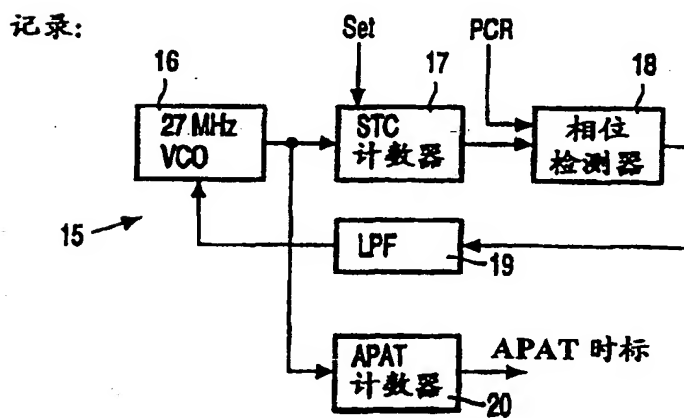 记录:
Set
PCR
16
17
18
27 MHz
VCO
STC
计数器
相位
检测器
15
LPF
19
APAT
计数器
APAT 时标
20